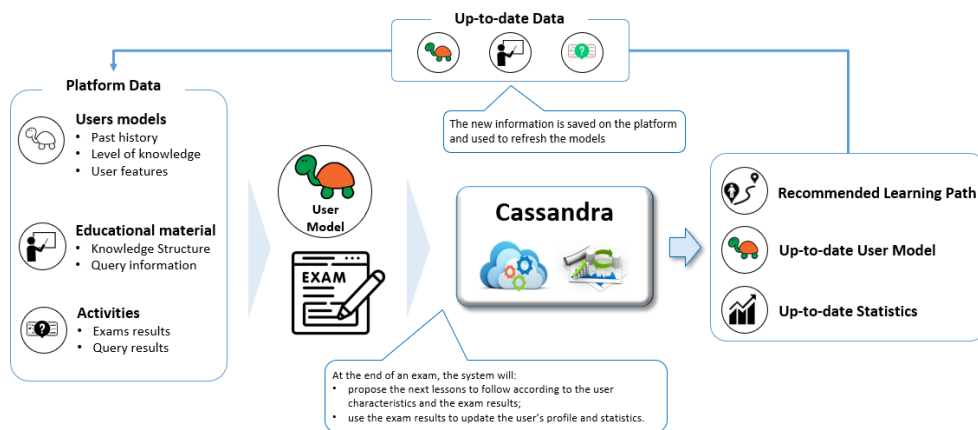 Up-to-date Data
Platform Data
Users models
• Past history
• Level of knowledge
• User features
Educational material
• Knowledge Structure
• Query information
Activities
• Exams results
• Query results
The new information is saved on the platform
and used to refresh the models
User
Model
EXAM
Cassandra
At the end of an exam, the system will:
• propose the next lessons to follow according to the user
characteristics and the exam results;
• use the exam results to update the user's profile and statistics.
Recommended Learning Path
Up-to-date User Model
Up-to-date Statistics